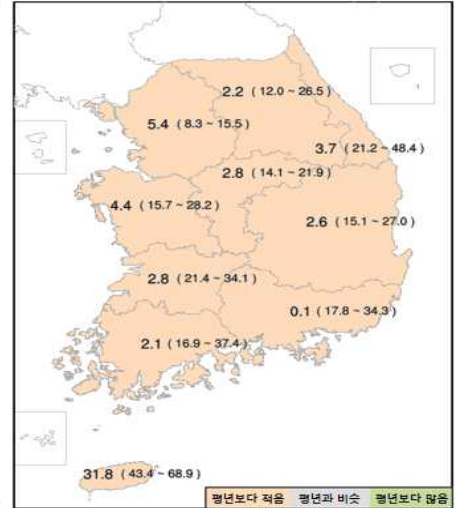 2.2 ( 12.0 ~ 26.5 )
5.4 ( 8.3 ~ 15.5 )
3.7 ( 21.2 ~ 48.4 )
2.8 ( 14.1 ~ 21.9 )
4.4 ( 15.7 ~ 28.2 )
2.6 ( 15.1 ~ 27.0 )
2.8 ( 21.4 ~ 34.1 )
0.1 ( 17.8 ~ 34.3 )
2.1 ( 16.9 ~ 37.4 )
31.8 ( 43.4 ~ 68.9 )
평년보다 적음 평년과 비슷 평년보다 많음